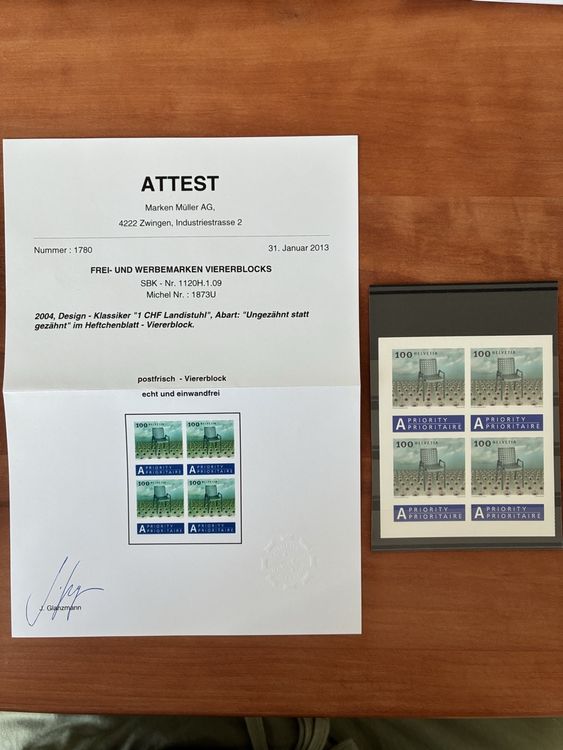 ATTEST
Marken Müller AG,
4222 Zwingen, Industriestrasse 2
Nummer : 1780 31. Januar 2013
FREI- UND WERBEMARKEN VIERERBLOCKS
SBK - Nr. 1120H.1.09
Michel Nr. : 1873U
2004, Design - Klassiker "1 CHF Landistuhl", Abart: "Ungezähnt statt
gezähnt" im Heftchenblatt - Viererblock.
postfrisch - Viererblock
echt und einwandfrei
100 HELVETIA 100 HELVETIA
A PRIORITY A PRIORITY
PRIORITAIRE PRIORITAIRE
100 HELVETIA 100 HELVETIA
A PRIORITY A PRIORITY
PRIORITAIRE PRIORITAIRE
J. Glanzmann
100 HELVETIA 100 HELVETIA
A PRIORITY A PRIORITY
PRIORITAIRE PRIORITAIRE
100 HELVETIA 100 HELVETIA
A PRIORITY A PRIORITY
PRIORITAIRE PRIORITAIRE